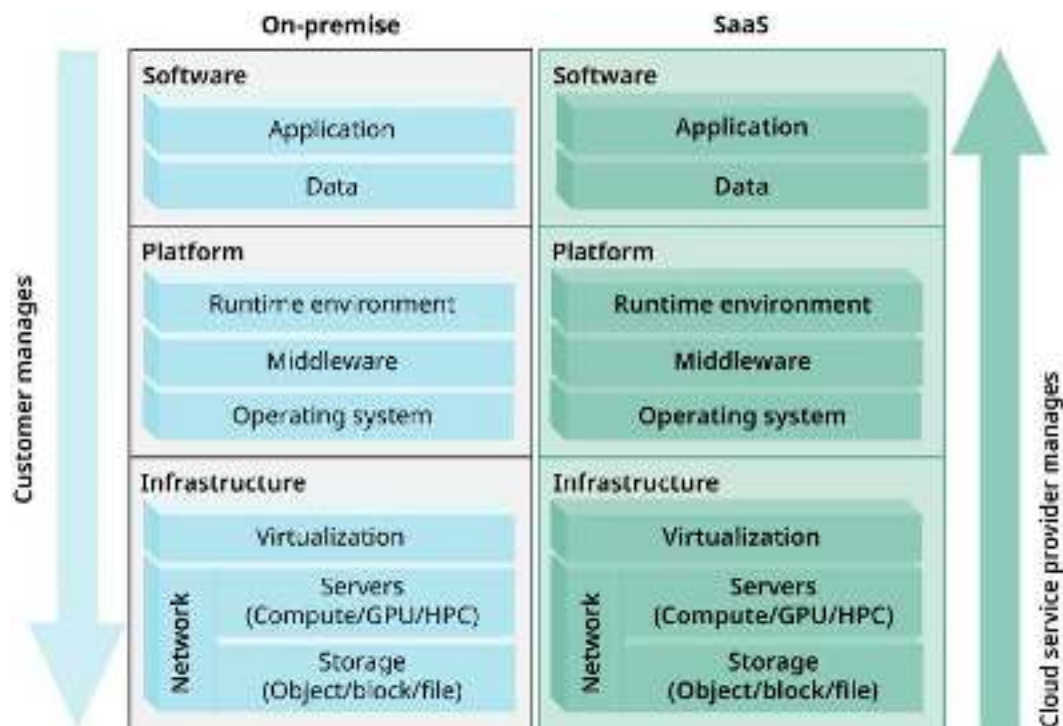 On-premise
SaaS
Customer manages
Software
Application
Data
Platform
Runtime environment
Middleware
Operating system
Infrastructure
Virtualization
Network
Servers
(Compute/GPU/HPC)
Storage
(Object/block/file)
Software
Application
Data
Platform
Runtime environment
Middleware
Operating system
Infrastructure
Virtualization
Network
Servers
(Compute/GPU/HPC)
Storage
(Object/block/file)
Cloud service provider manages